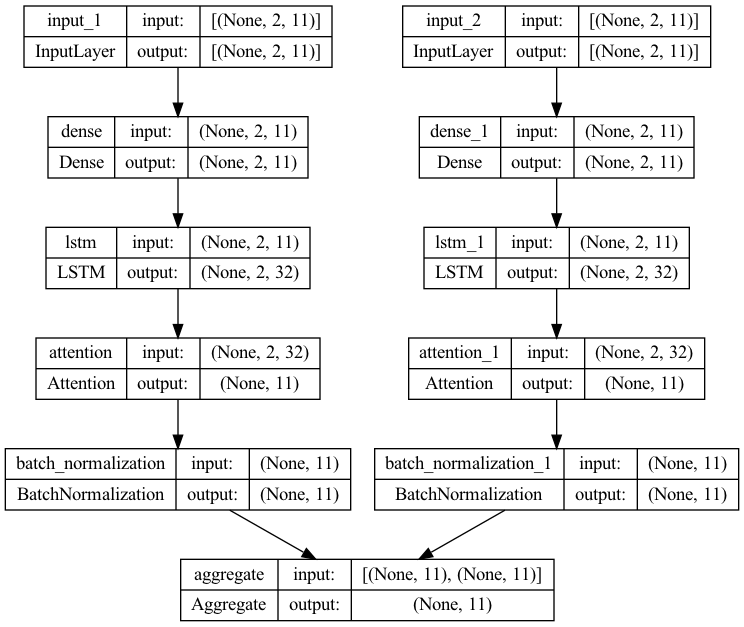 input_1 input: [(None, 2, 11)]
InputLayer output: [(None, 2, 11)]
input_2 input: [(None, 2, 11)]
InputLayer output: [(None, 2, 11)]
dense input: (None, 2, 11)
Dense output: (None, 2, 11)
dense_1 input: (None, 2, 11)
Dense output: (None, 2, 11)
lstm input: (None, 2, 11)
LSTM output: (None, 2, 32)
lstm_1 input: (None, 2, 11)
LSTM output: (None, 2, 32)
attention input: (None, 2, 32)
Attention output: (None, 11)
attention_1 input: (None, 2, 32)
Attention output: (None, 11)
batch_normalization input: (None, 11)
BatchNormalization output: (None, 11)
batch_normalization_1 input: (None, 11)
BatchNormalization output: (None, 11)
aggregate input: [(None, 11), (None, 11)]
Aggregate output: (None, 11)